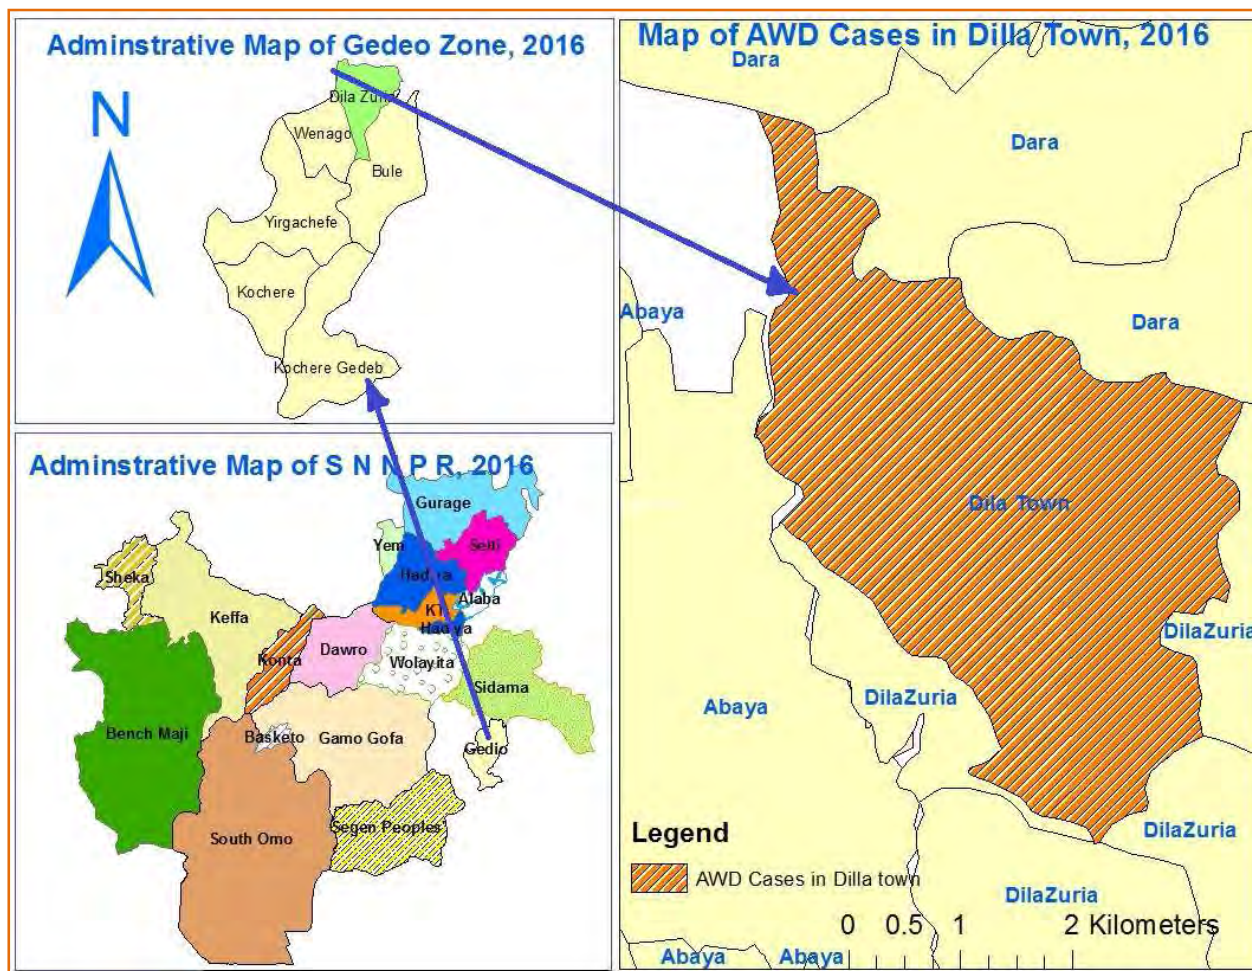 Adminstrative Map of Gedeo Zone, 2016
N
Dila Zuria
Wenago
Bule
Yirgachefe
Kochere
Kochere Gedeb
Adminstrative Map of S N N P R, 2016
Gurage
Selti
Yem
Hadiya
Alaba
KT
Hadiya
Sheka
Keffa
Konta
Dawro
Wolayita
Sidama
Bench Maji
Basketo
Gamo Gofa
Gedio
South Omo
Segen Peoples'
Map of AWD Cases in Dilla Town, 2016
Dara
Dara
Abaya
Dara
Dila Town
DilaZuria
DilaZuria
Abaya
DilaZuria
Legend
AWD Cases in Dilla town
DilaZuria
0 0.5 1 2 Kilometers
Abaya
Abaya